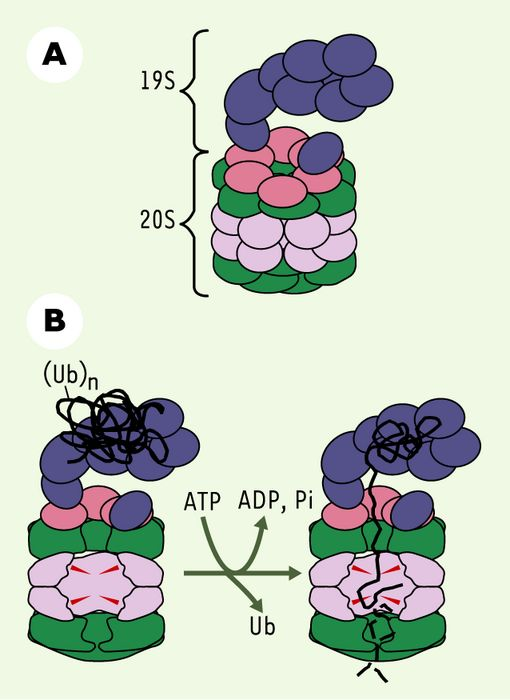 A
19S
20S
B
(Ub)n
ATP
ADP, Pi
Ub